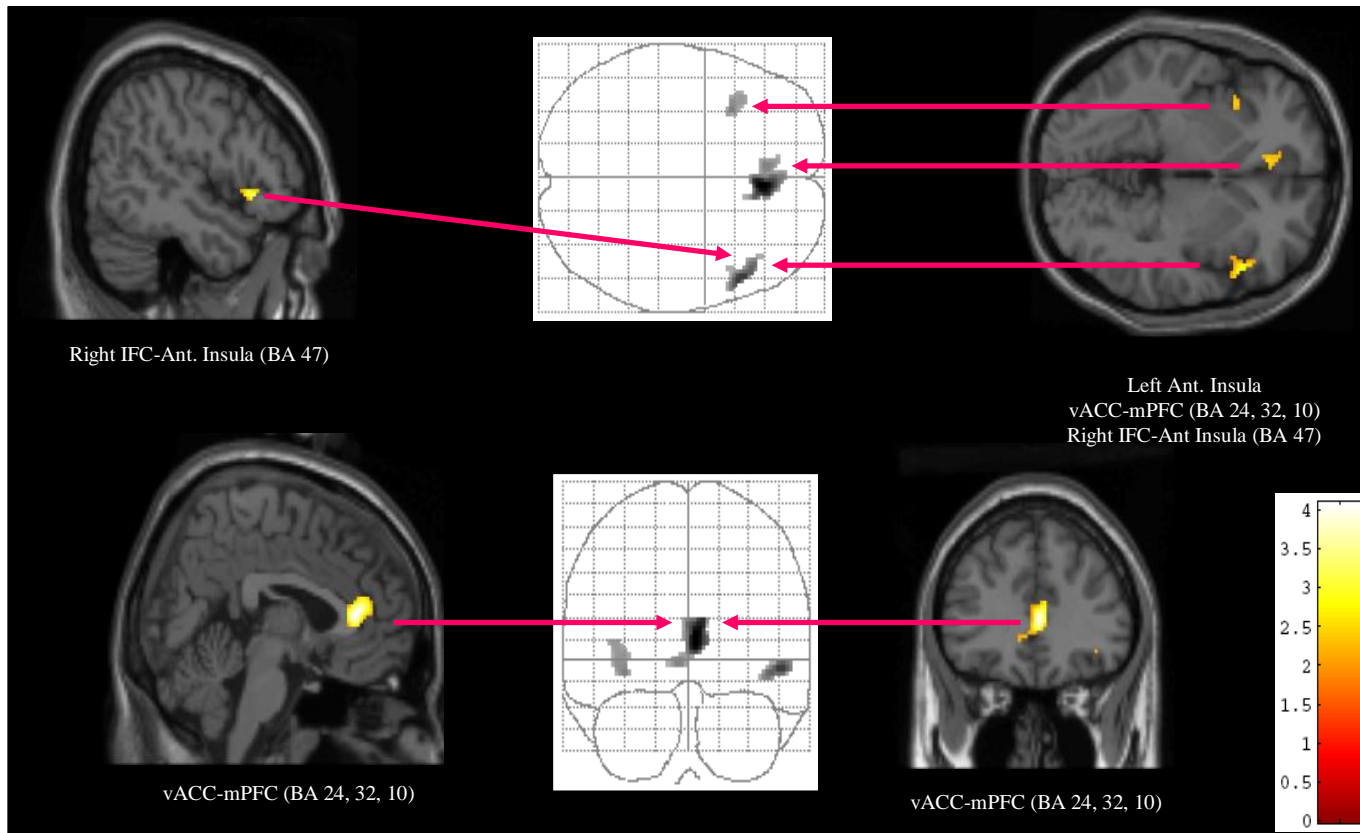 Right IFC-Ant. Insula (BA 47)
Left Ant. Insula
vACC-mPFC (BA 24, 32, 10)
Right IFC-Ant Insula (BA 47)
vACC-mPFC (BA 24, 32, 10)
vACC-mPFC (BA 24, 32, 10)
4
3.5
3
2.5
2
1.5
1
0.5
0